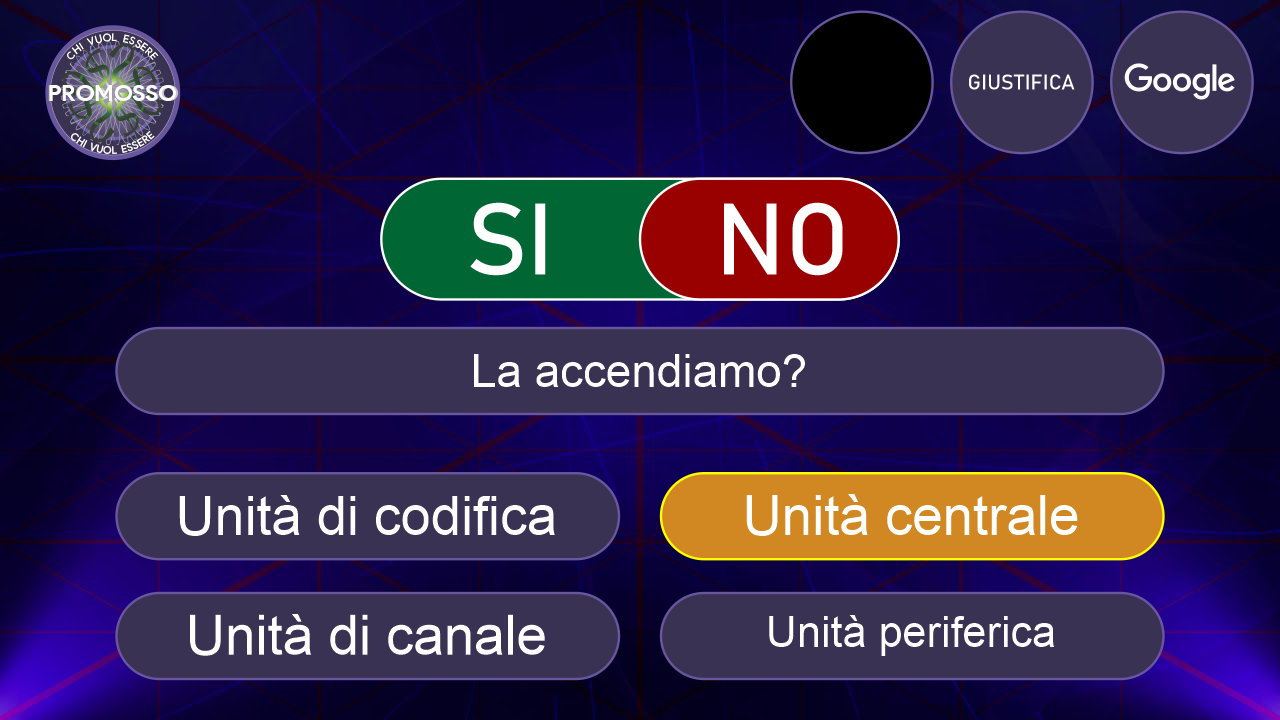 CHI VUOL ESSERE
PROMOSSO
CHI VUOL ESSERE
GIUSTIFICA
Google
SI
NO
La accendiamo?
Unità di codifica
Unità centrale
Unità di canale
Unità periferica